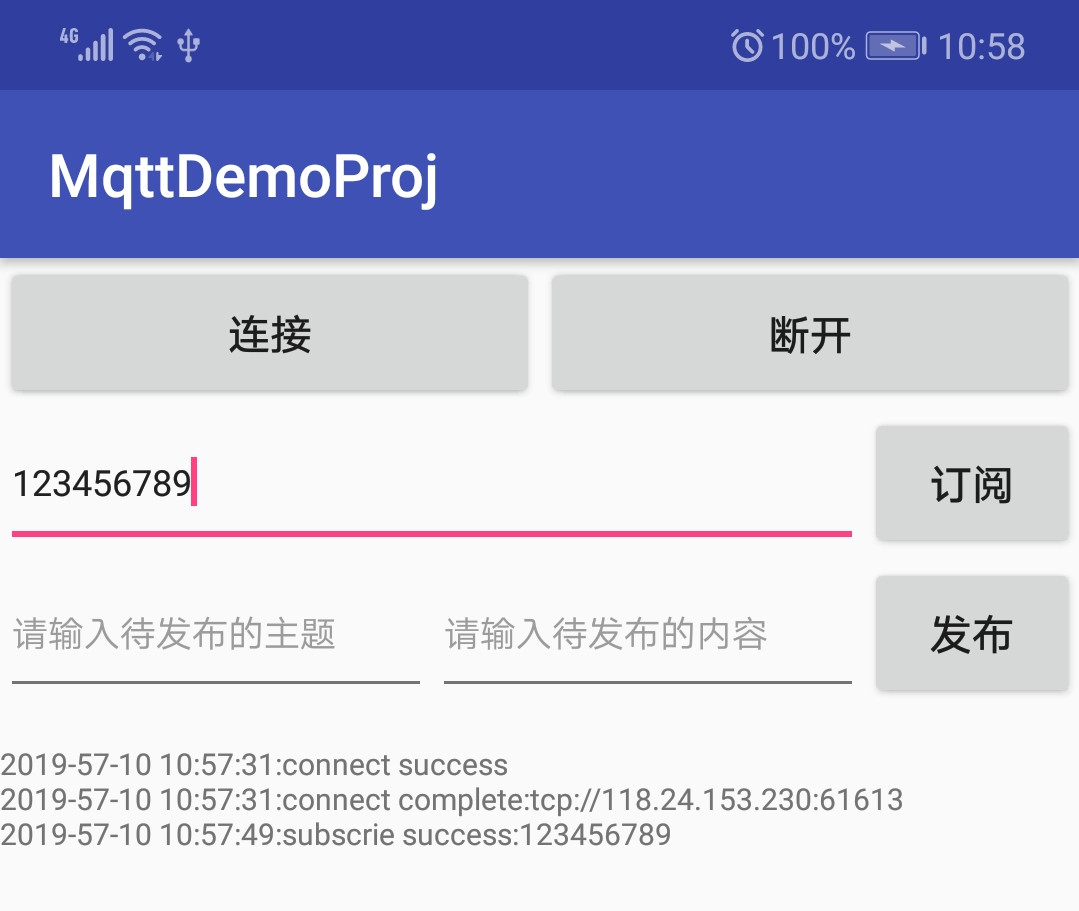 4G 100% 10:58
MqttDemoProj
连接 断开
123456789 订阅
请输入待发布的主题 请输入待发布的内容 发布
2019-57-10 10:57:31:connect success
2019-57-10 10:57:31:connect complete:tcp://118.24.153.230:61613
2019-57-10 10:57:49:subscrie success:123456789